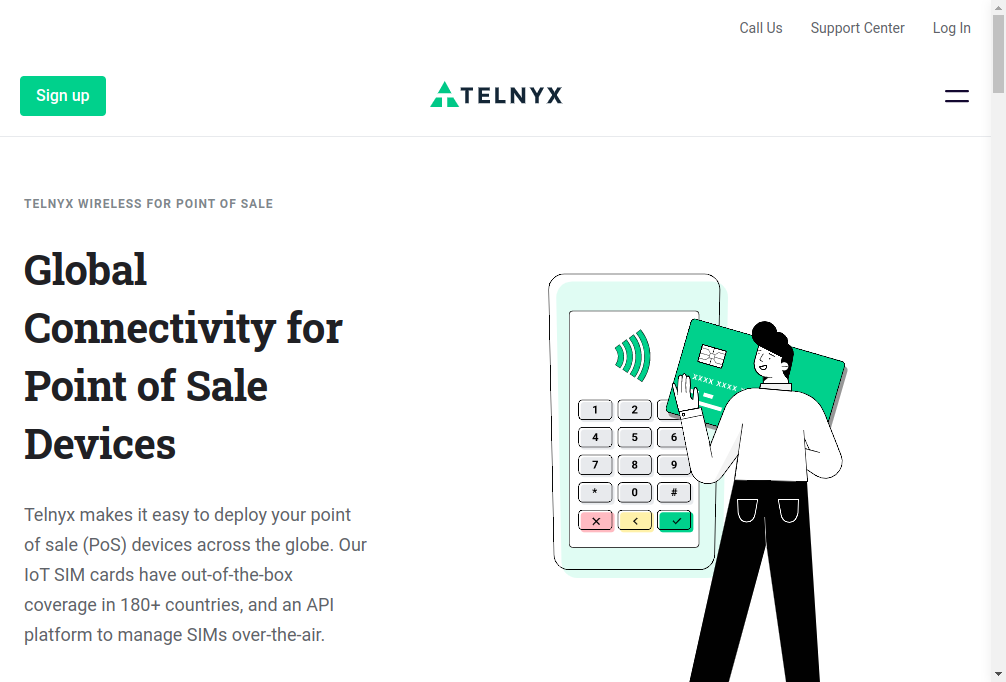 Call Us Support Center Log In
Sign up
TELNYX
TELNYX WIRELESS FOR POINT OF SALE
Global
Connectivity for
Point of Sale
Devices
Telnyx makes it easy to deploy your point
of sale (PoS) devices across the globe. Our
IoT SIM cards have out-of-the-box
coverage in 180+ countries, and an API
platform to manage SIMs over-the-air.
XXXX XXXX
1 2
4 5 6
7 8 9
* 0 #